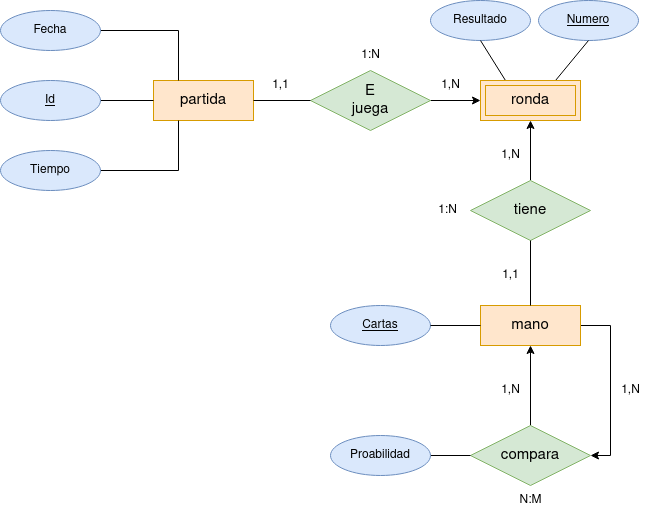 Resultado
Numero
Fecha
1:N
Id
partida
1,1
E
juega
1,N
ronda
Tiempo
1,N
1:N
tiene
1,1
Cartas
mano
1,N
1,N
Proabilidad
compara
N:M